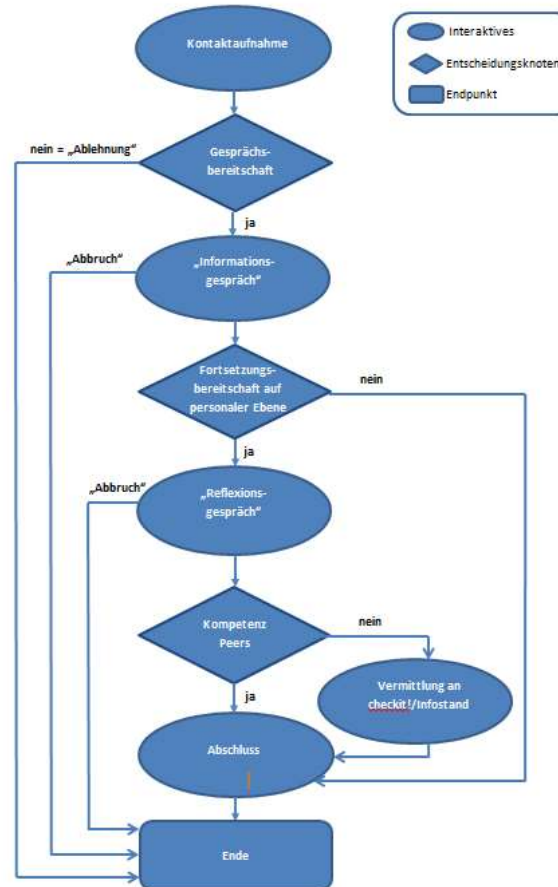 Kontaktaufnahme
Interaktives
Entscheidungsknoten
Endpunkt
nein = „Ablehnung“
Gesprächs-
bereitschaft
ja
„Abbruch“
„Informations-
gespräch“
Fortsetzungs-
bereitschaft auf
personaler Ebene
nein
ja
„Abbruch“
„Reflexions-
gespräch“
Kompetenz
Peers
nein
ja
Vermittlung an
checkit!/Infostand
Abschluss
Ende